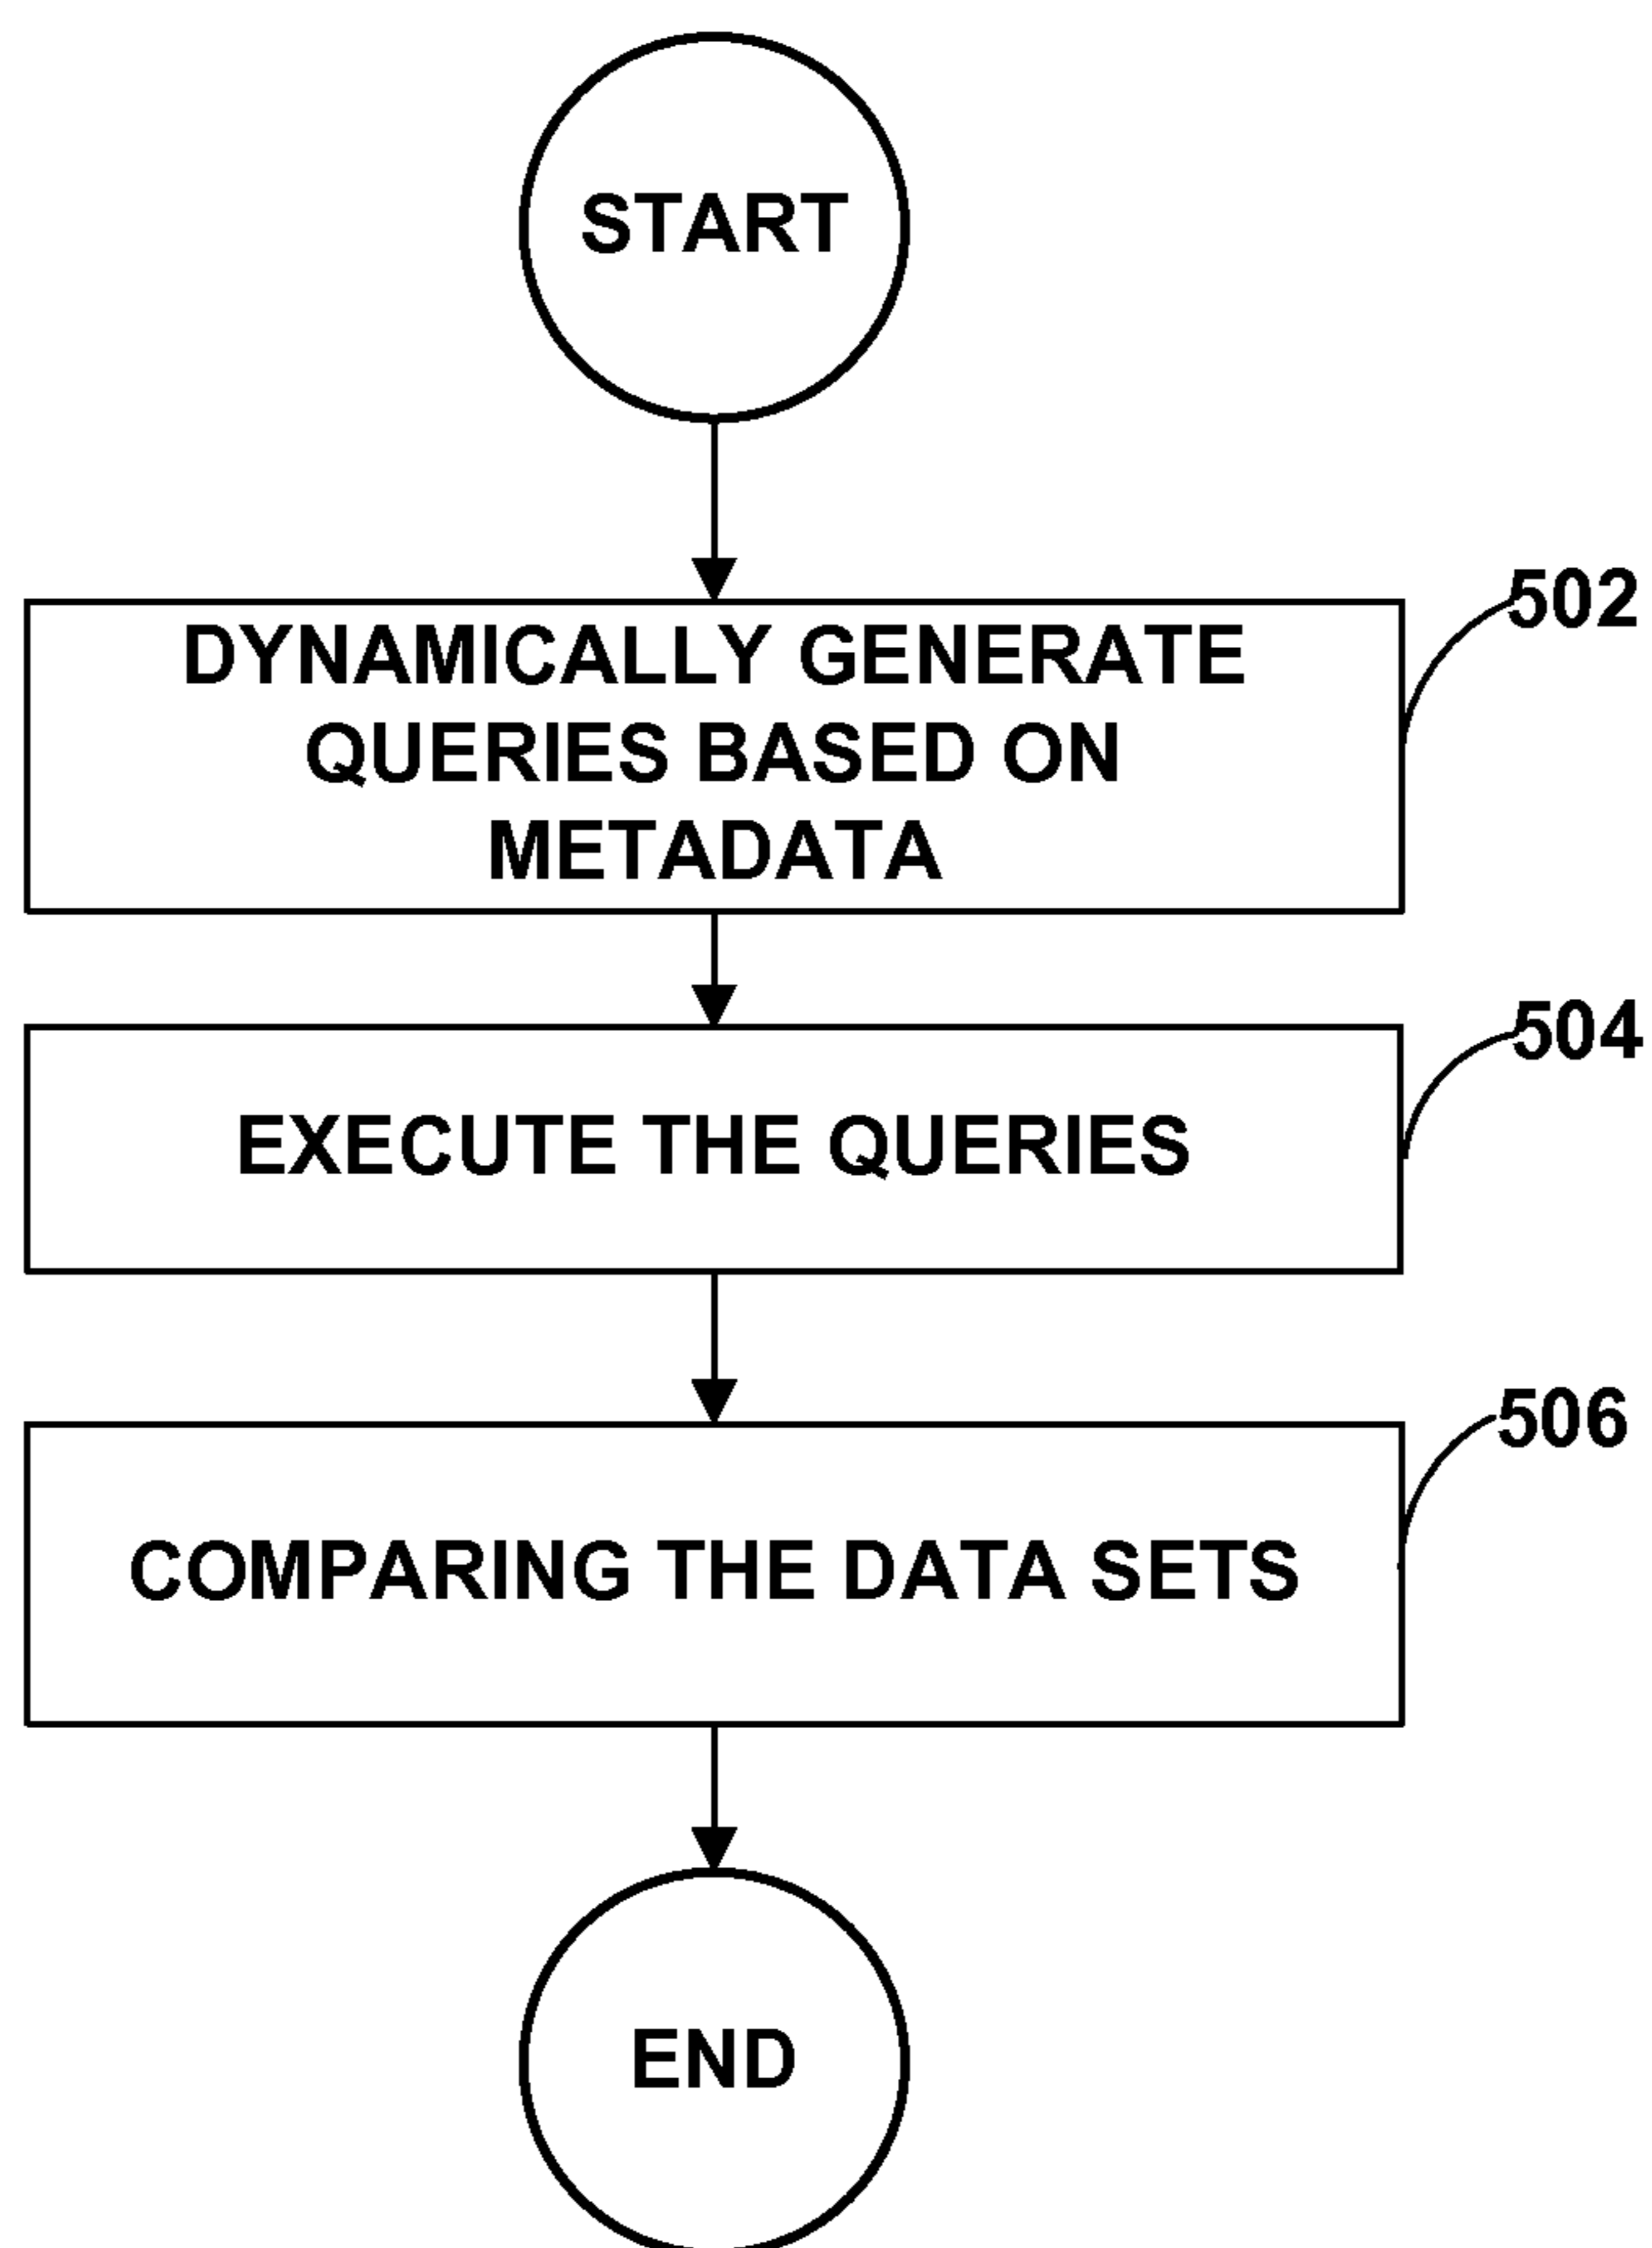 START
502
DYNAMICALLY GENERATE
QUERIES BASED ON
METADATA
504
EXECUTE THE QUERIES
506
COMPARING THE DATA SETS
END